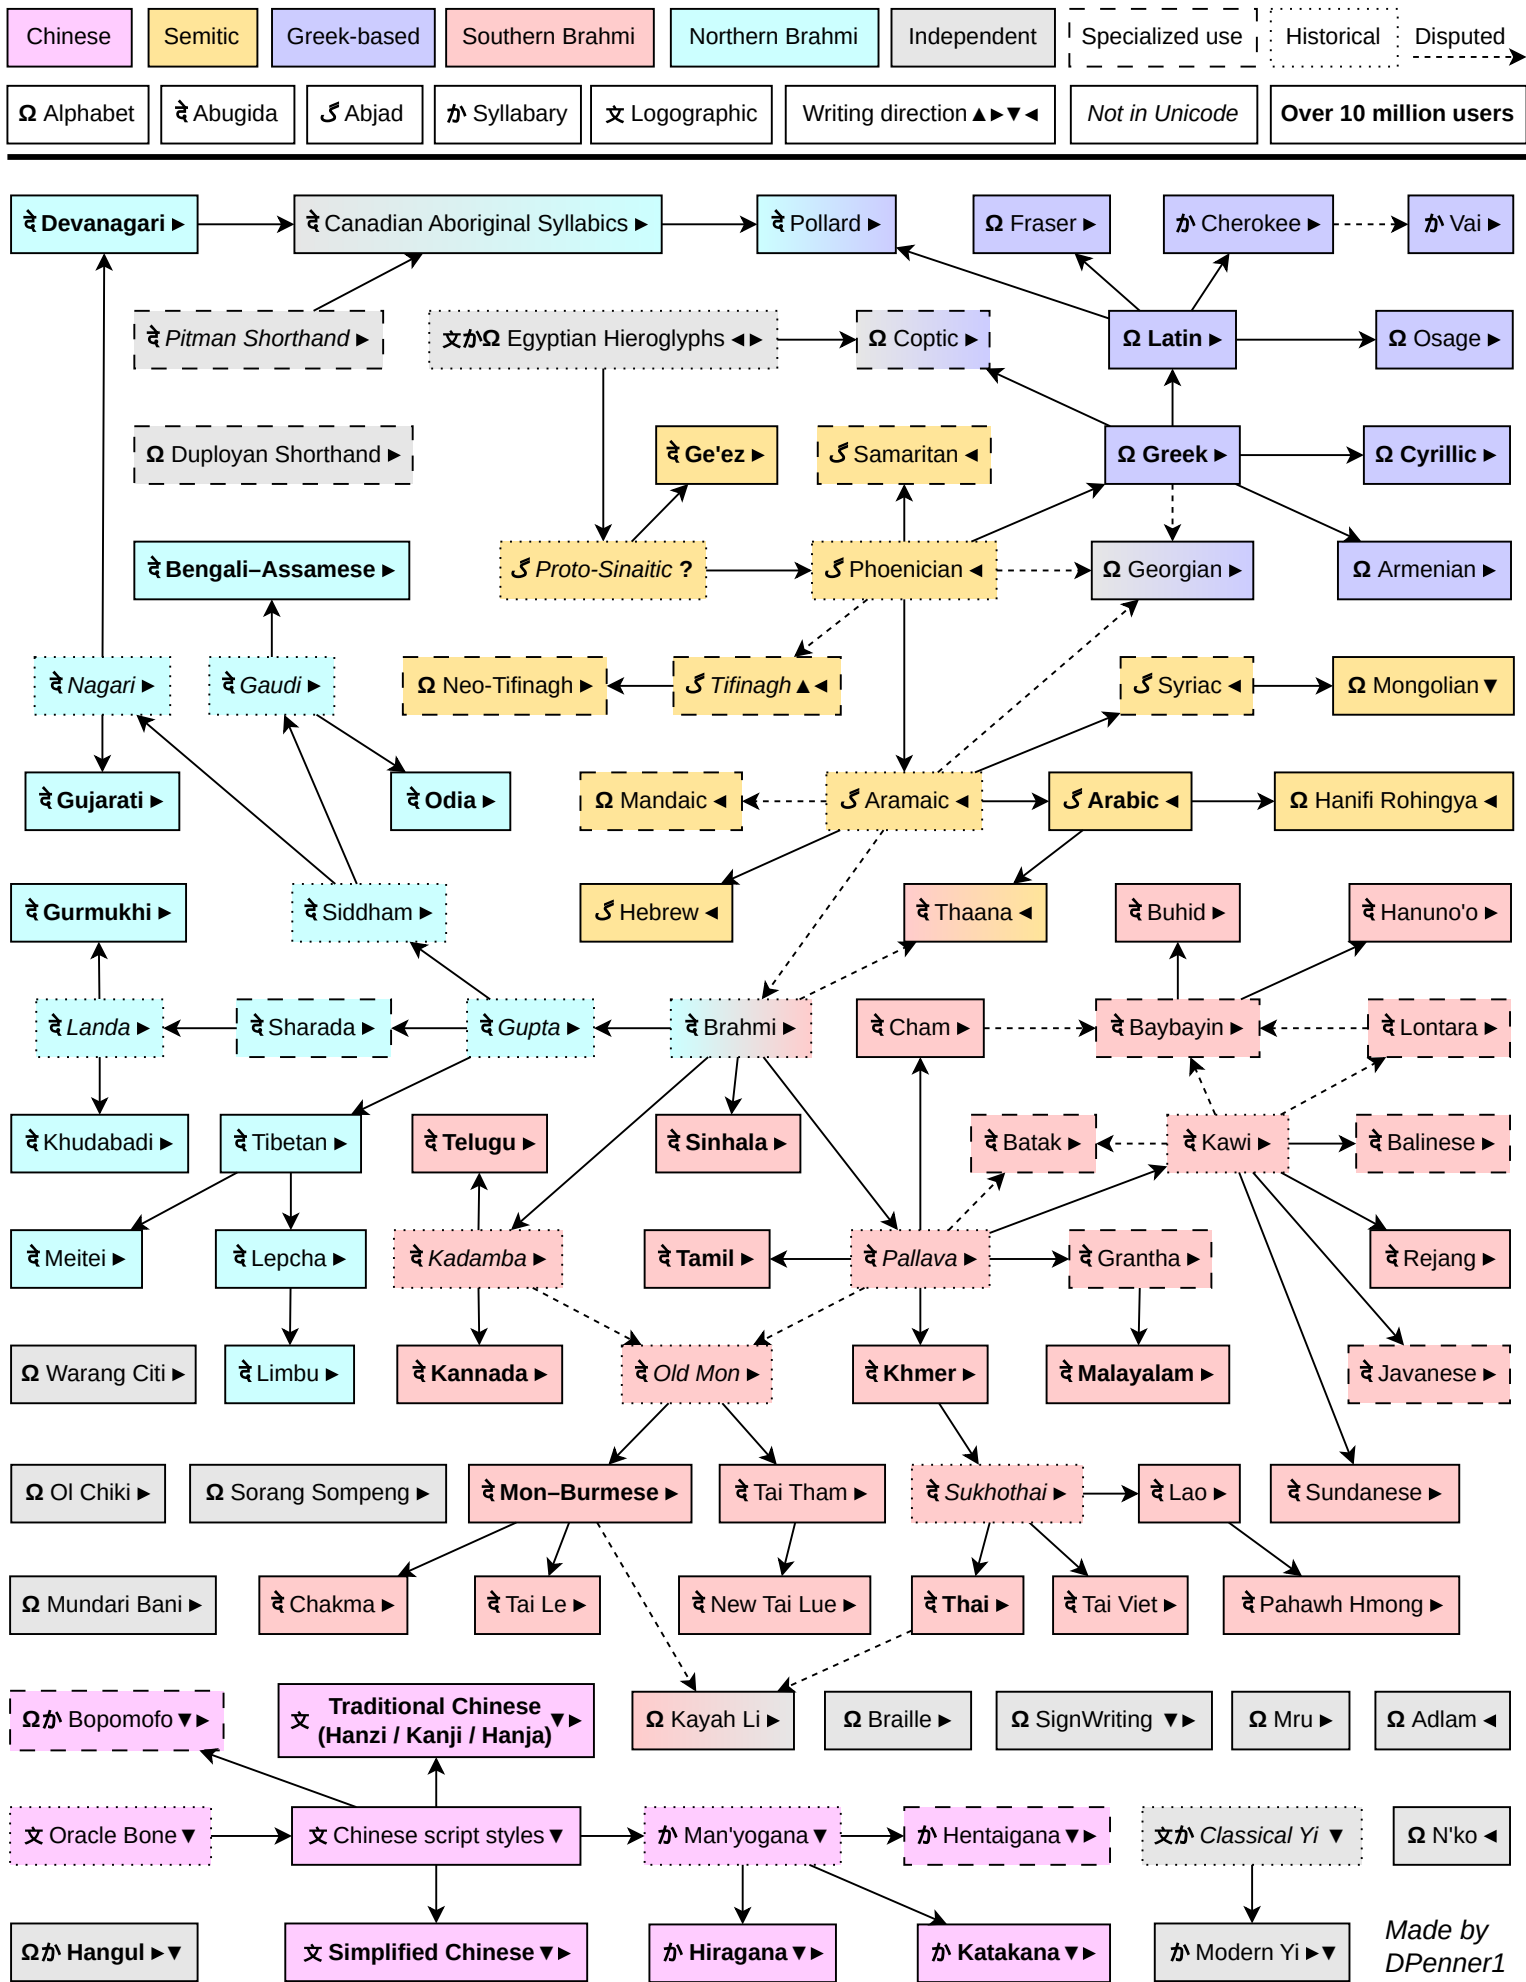 Chinese
Semitic
Greek-based
Southern Brahmi
Northern Brahmi
Independent
Specialized use
Historical
Disputed
Ω Alphabet
दे Abugida
گ Abjad
か Syllabary
文 Logographic
Writing direction ▲▶▼◀
Not in Unicode
Over 10 million users
दे Devanagari ▶
दे Canadian Aboriginal Syllabics ▶
दे Pollard ▶
Ω Fraser ▶
か Cherokee ▶
か Vai ▶
दे Pitman Shorthand ▶
文かΩ Egyptian Hieroglyphs ◀▶
Ω Coptic ▶
Ω Latin ▶
Ω Osage ▶
Ω Duployan Shorthand ▶
दे Ge'ez ▶
گ Samaritan ◀
Ω Greek ▶
Ω Cyrillic ▶
दे Bengali–Assamese ▶
گ Proto-Sinaitic ?
گ Phoenician ◀
Ω Georgian ▶
Ω Armenian ▶
दे Nagari ▶
दे Gaudi ▶
Ω Neo-Tifinagh ▶
گ Tifinagh ▲◀
گ Syriac ◀
Ω Mongolian ▼
दे Gujarati ▶
दे Odia ▶
Ω Mandaic ◀
گ Aramaic ◀
گ Arabic ◀
Ω Hanifi Rohingya ◀
दे Gurmukhi ▶
दे Siddham ▶
گ Hebrew ◀
दे Thaana ◀
दे Buhid ▶
दे Hanuno'o ▶
दे Landa ▶
दे Sharada ▶
दे Gupta ▶
दे Brahmi ▶
दे Cham ▶
दे Baybayin ▶
दे Lontara ▶
दे Khudabadi ▶
दे Tibetan ▶
दे Telugu ▶
दे Sinhala ▶
दे Batak ▶
दे Kawi ▶
दे Balinese ▶
दे Meitei ▶
दे Lepcha ▶
दे Kadamba ▶
दे Tamil ▶
दे Pallava ▶
दे Grantha ▶
दे Rejang ▶
Ω Warang Citi ▶
दे Limbu ▶
दे Kannada ▶
दे Old Mon ▶
दे Khmer ▶
दे Malayalam ▶
दे Javanese ▶
Ω Ol Chiki ▶
Ω Sorang Sompeng ▶
दे Mon–Burmese ▶
दे Tai Tham ▶
दे Sukhothai ▶
दे Lao ▶
दे Sundanese ▶
Ω Mundari Bani ▶
दे Chakma ▶
दे Tai Le ▶
दे New Tai Lue ▶
दे Thai ▶
दे Tai Viet ▶
दे Pahawh Hmong ▶
Ωか Bopomofo ▼▶
文 Traditional Chinese
(Hanzi / Kanji / Hanja) ▼▶
Ω Kayah Li ▶
Ω Braille ▶
Ω SignWriting ▼▶
Ω Mru ▶
Ω Adlam ◀
文 Oracle Bone ▼
文 Chinese script styles ▼
か Man'yogana ▼
か Hentaigana ▼▶
文か Classical Yi ▼
Ω N'ko ◀
Ωか Hangul ▶▼
文 Simplified Chinese ▼▶
か Hiragana ▼▶
か Katakana ▼▶
か Modern Yi ▶▼
Made by
DPenner1